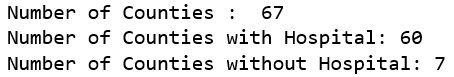 Number of Counties :  67
Number of Counties with Hospital: 60
Number of Counties without Hospital: 7